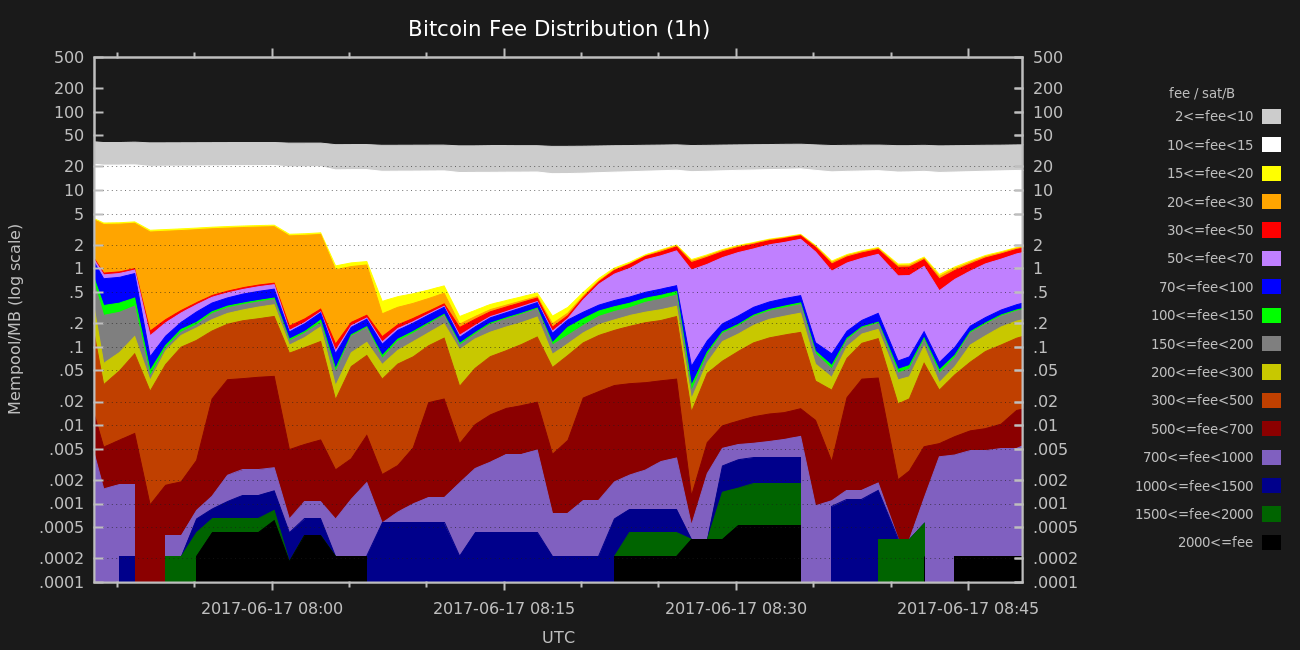 Bitcoin Fee Distribution (1h)
500 500
200 200
100 100
50 50
20 20
10 10
5 5
2 2
1 1
.5 .5
.2 .2
.1 .1
.05 .05
.02 .02
.01 .01
.005 .005
.002 .002
.001 .001
.0005 .0005
.0002 .0002
.0001 .0001
Mempool/MB (log scale)
2017-06-17 08:00 2017-06-17 08:15 2017-06-17 08:30 2017-06-17 08:45
UTC
fee / sat/B
2<=fee<10
10<=fee<15
15<=fee<20
20<=fee<30
30<=fee<50
50<=fee<70
70<=fee<100
100<=fee<150
150<=fee<200
200<=fee<300
300<=fee<500
500<=fee<700
700<=fee<1000
1000<=fee<1500
1500<=fee<2000
2000<=fee